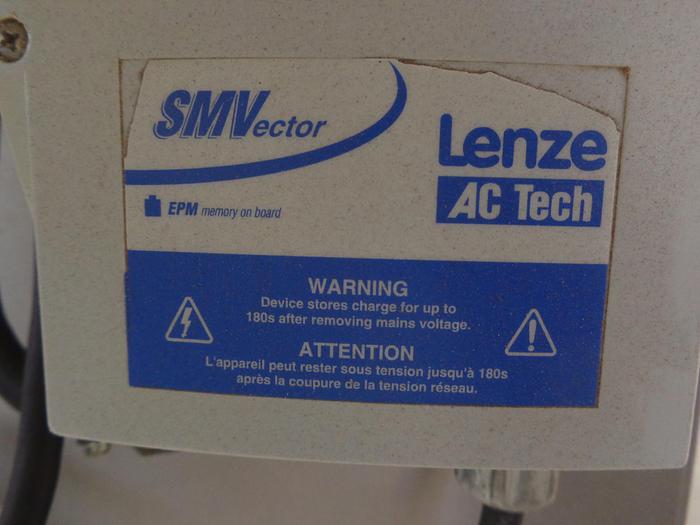 SMVector
Lenze
AC Tech
EPM memory on board
WARNING
Device stores charge for up to
180s after removing mains voltage.
ATTENTION
L'appareil peut rester sous tension jusqu'à 180s
après la coupure de la tension réseau.